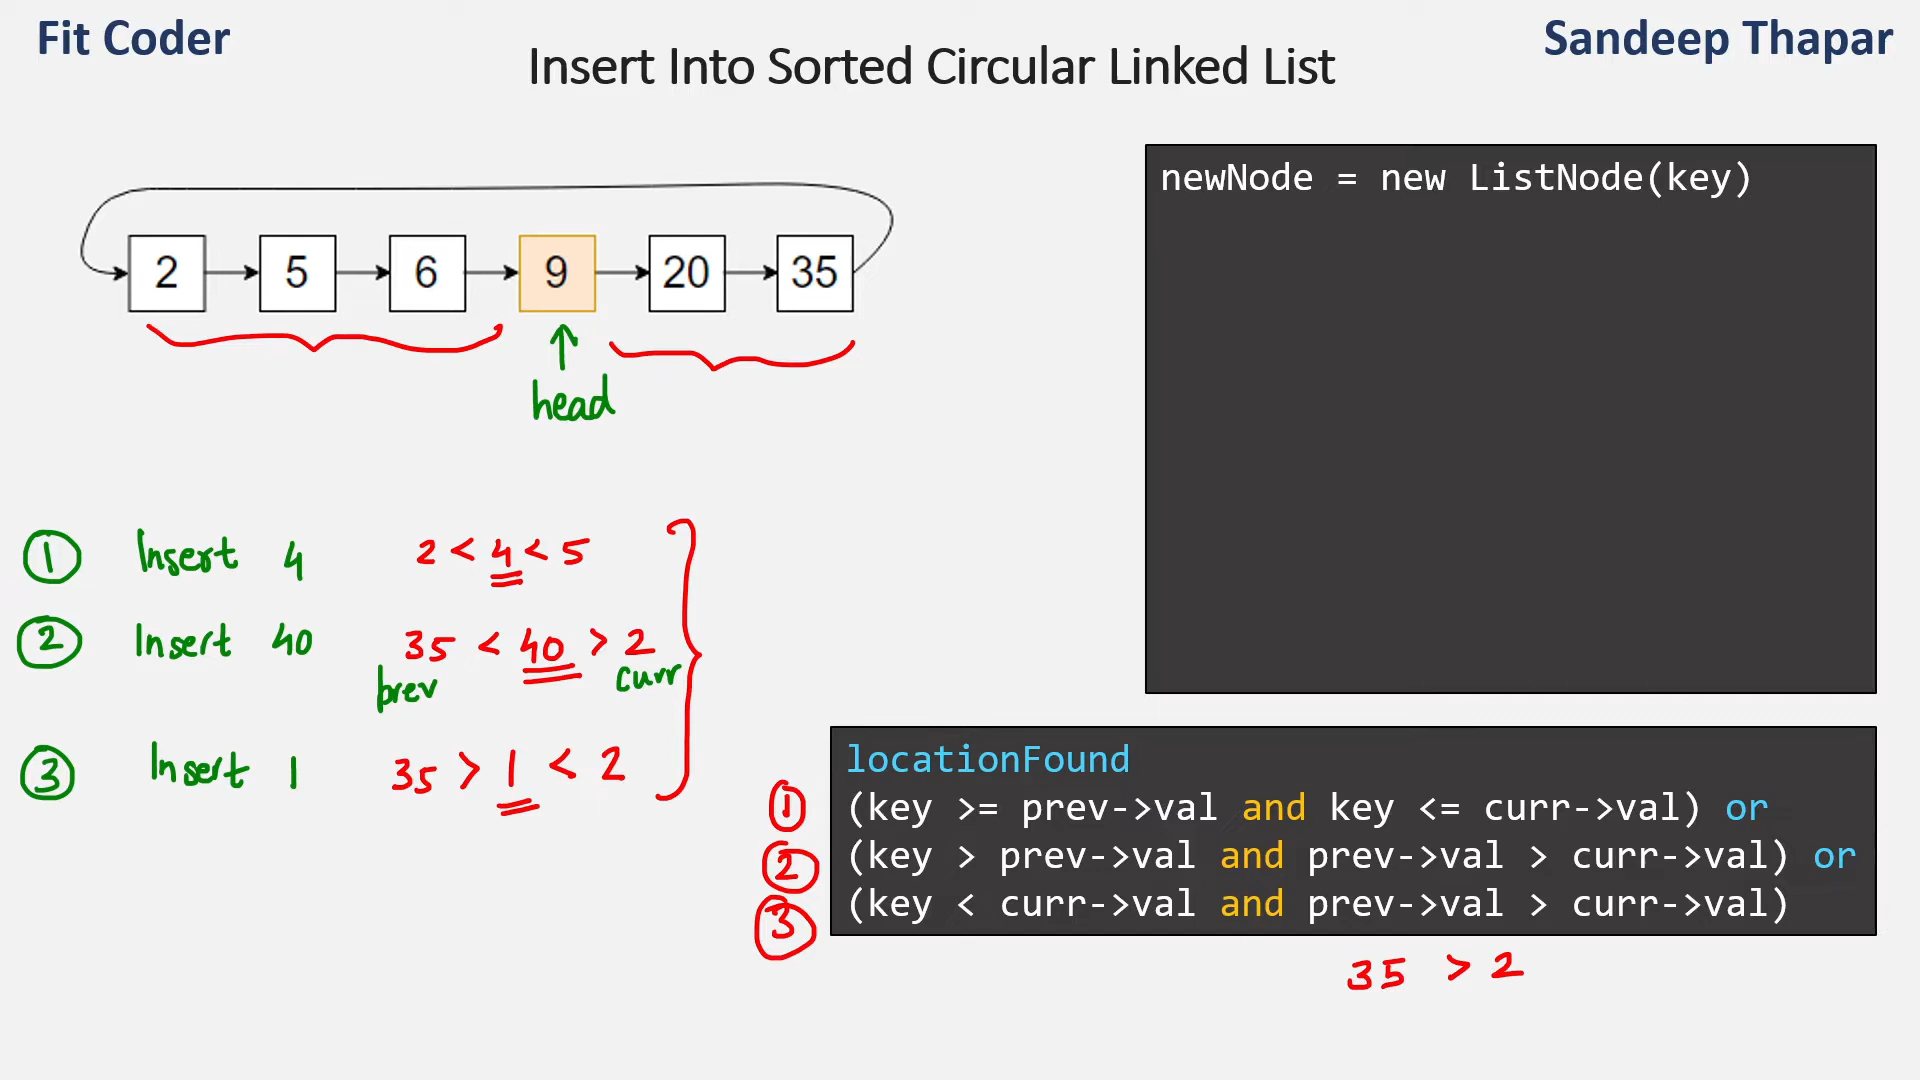 Fit Coder
Sandeep Thapar
Insert Into Sorted Circular Linked List
newNode = new ListNode(key)
2 5 6 9 20 35
head
1 Insert 4 2 < 4 < 5
2 Insert 40 35 < 40 > 2
prev curr
3 Insert 1 35 > 1 < 2
locationFound
1 (key >= prev->val and key <= curr->val) or
2 (key > prev->val and prev->val > curr->val) or
3 (key < curr->val and prev->val > curr->val)
35 > 2